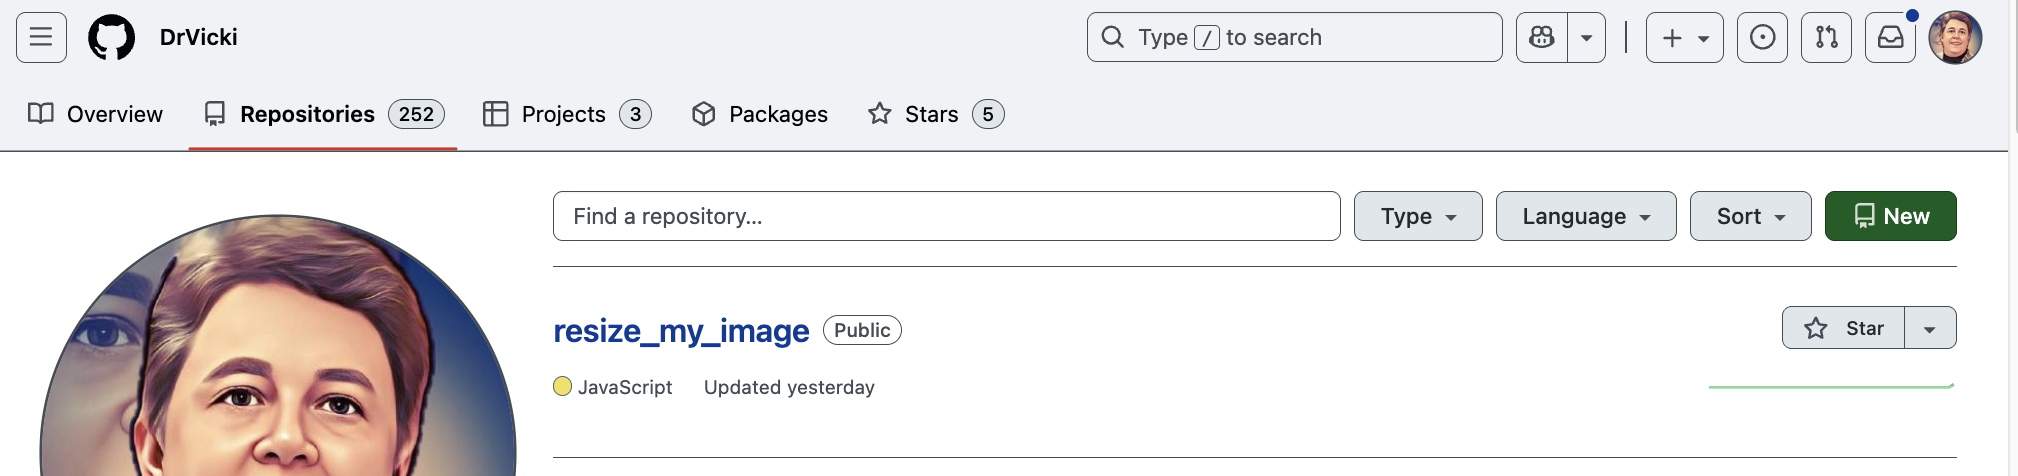 DrVicki
Type / to search
Overview
Repositories 252
Projects 3
Packages
Stars 5
Find a repository...
Type
Language
Sort
New
resize_my_image Public
Star
JavaScript Updated yesterday